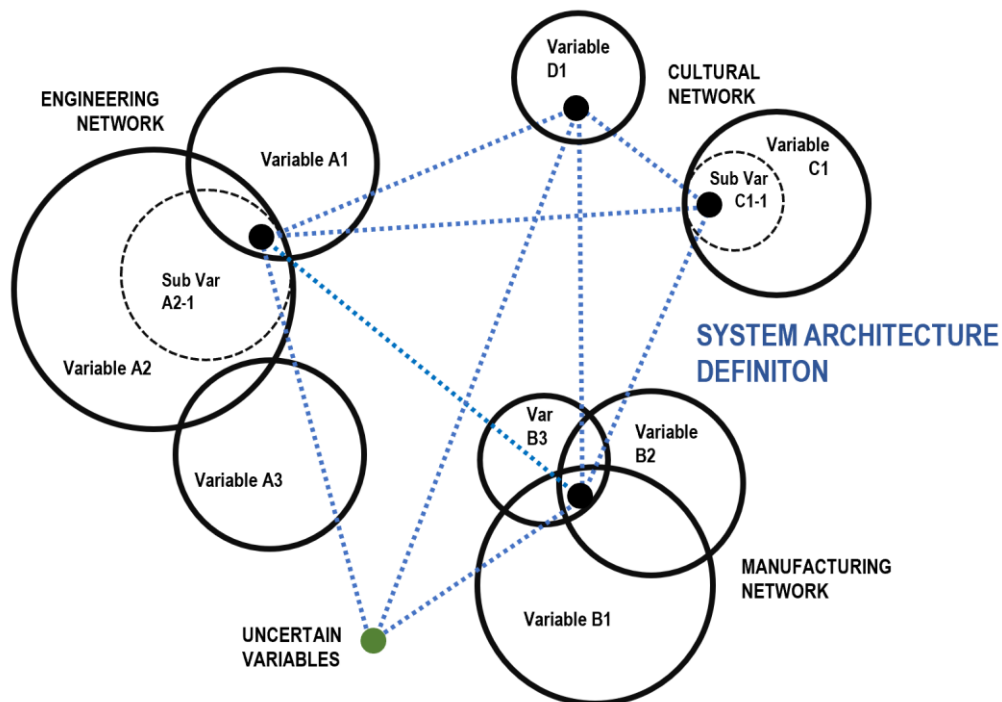 Variable
D1
CULTURAL
NETWORK
ENGINEERING
NETWORK
Variable A1
Variable
C1
Sub Var
C1-1
Sub Var
A2-1
Variable A2
SYSTEM ARCHITECTURE
DEFINITON
Var
B3
Variable
B2
Variable A3
MANUFACTURING
NETWORK
Variable B1
UNCERTAIN
VARIABLES